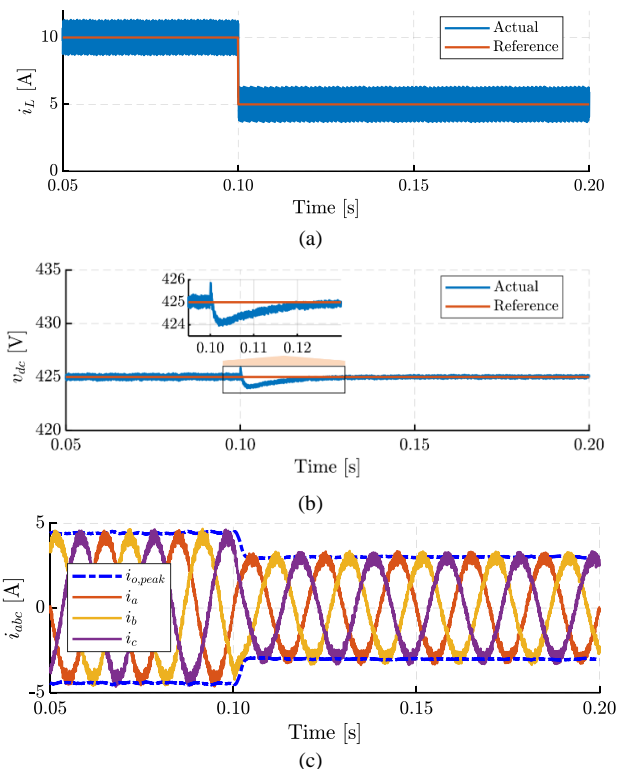 10
5
0
i_L [A]
Actual
Reference
0.05 0.10 0.15 0.20
Time [s]
(a)
435
430
425
420
v_dc [V]
426
425
424
0.10 0.11 0.12
Actual
Reference
0.05 0.10 0.15 0.20
Time [s]
(b)
5
0
-5
i_abc [A]
i_o,peak
i_a
i_b
i_c
0.05 0.10 0.15 0.20
Time [s]
(c)